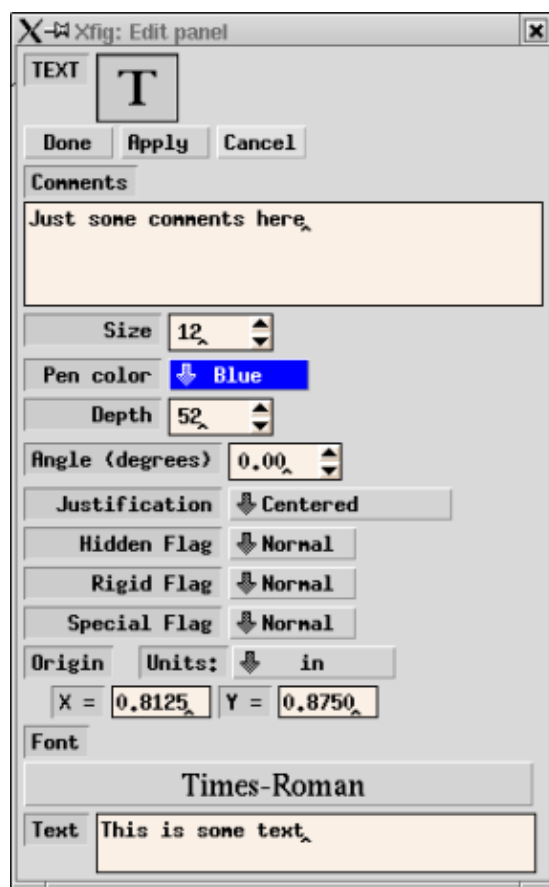 Xfig: Edit panel
TEXT T
Done Apply Cancel
Comments
Just some comments here
Size 12
Pen color Blue
Depth 52
Angle (degrees) 0.00
Justification Centered
Hidden Flag Normal
Rigid Flag Normal
Special Flag Normal
Origin Units: in
X = 0.8125 Y = 0.8750
Font
Times-Roman
Text This is some text